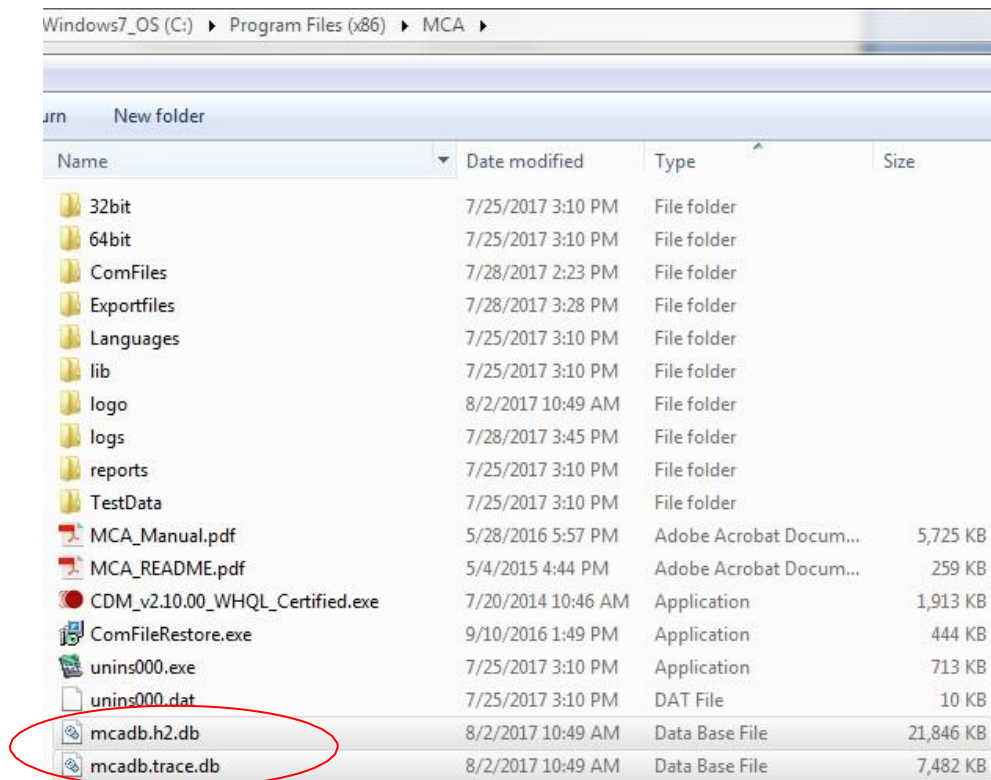 Windows7_OS (C:) ▸ Program Files (x86) ▸ MCA ▸
urn New folder
Name Date modified Type Size
32bit 7/25/2017 3:10 PM File folder
64bit 7/25/2017 3:10 PM File folder
ComFiles 7/28/2017 2:23 PM File folder
Exportfiles 7/28/2017 3:28 PM File folder
Languages 7/25/2017 3:10 PM File folder
lib 7/25/2017 3:10 PM File folder
logo 8/2/2017 10:49 AM File folder
logs 7/28/2017 3:45 PM File folder
reports 7/25/2017 3:10 PM File folder
TestData 7/25/2017 3:10 PM File folder
MCA_Manual.pdf 5/28/2016 5:57 PM Adobe Acrobat Docum... 5,725 KB
MCA_README.pdf 5/4/2015 4:44 PM Adobe Acrobat Docum... 259 KB
CDM_v2.10.00_WHQL_Certified.exe 7/20/2014 10:46 AM Application 1,913 KB
ComFileRestore.exe 9/10/2016 1:49 PM Application 444 KB
unins000.exe 7/25/2017 3:10 PM Application 713 KB
unins000.dat 7/25/2017 3:10 PM DAT File 10 KB
mcadb.h2.db 8/2/2017 10:49 AM Data Base File 21,846 KB
mcadb.trace.db 8/2/2017 10:49 AM Data Base File 7,482 KB